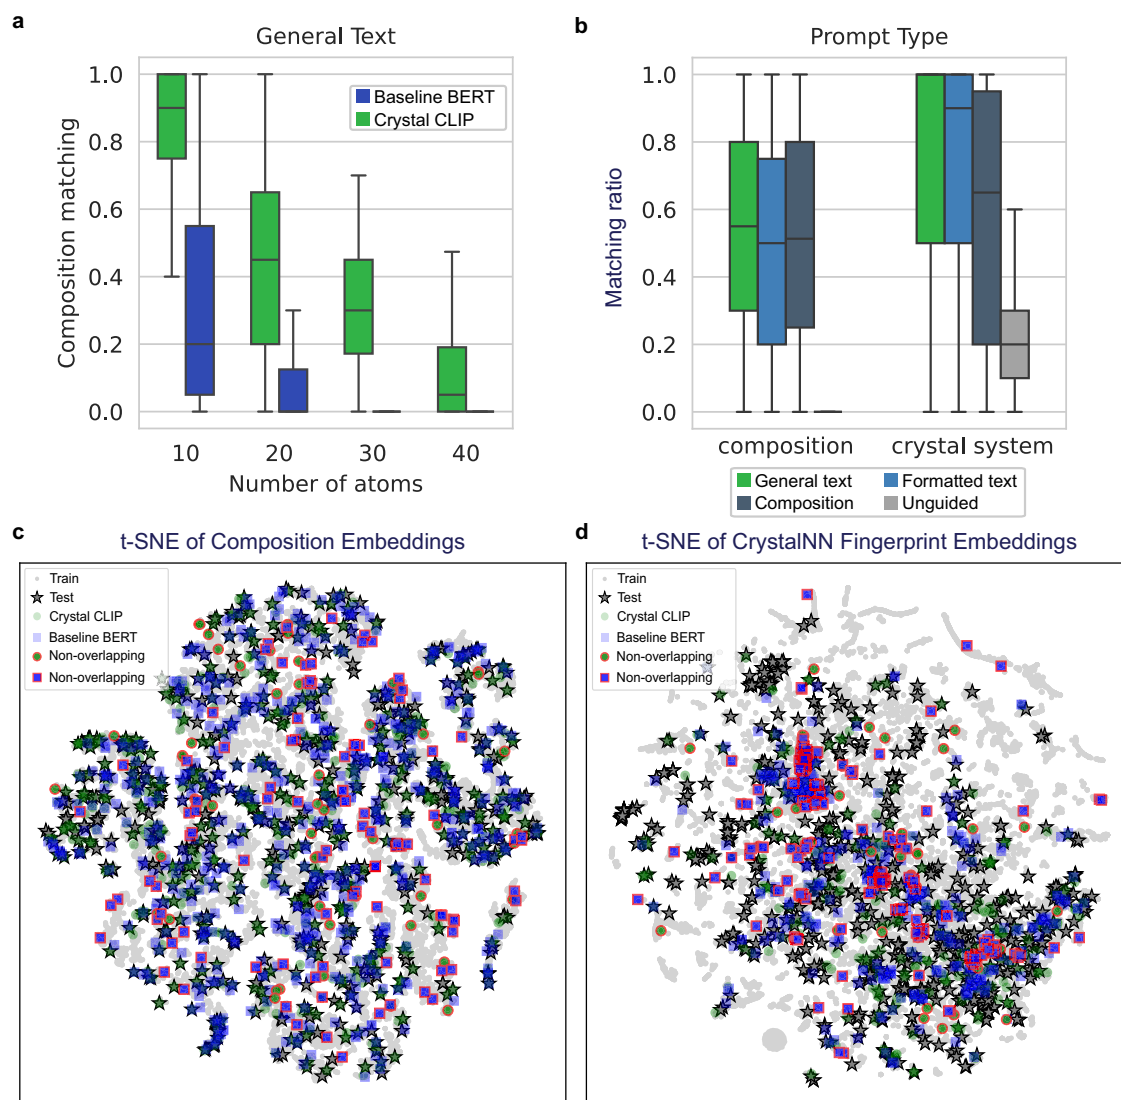 a
General Text
Composition matching
1.0
0.8
0.6
0.4
0.2
0.0
Baseline BERT
Crystal CLIP
10 20 30 40
Number of atoms
b
Prompt Type
Matching ratio
1.0
0.8
0.6
0.4
0.2
0.0
composition crystal system
General text Formatted text
Composition Unguided
c
t-SNE of Composition Embeddings
Train
Test
Crystal CLIP
Baseline BERT
Non-overlapping
Non-overlapping
d
t-SNE of CrystalNN Fingerprint Embeddings
Train
Test
Crystal CLIP
Baseline BERT
Non-overlapping
Non-overlapping